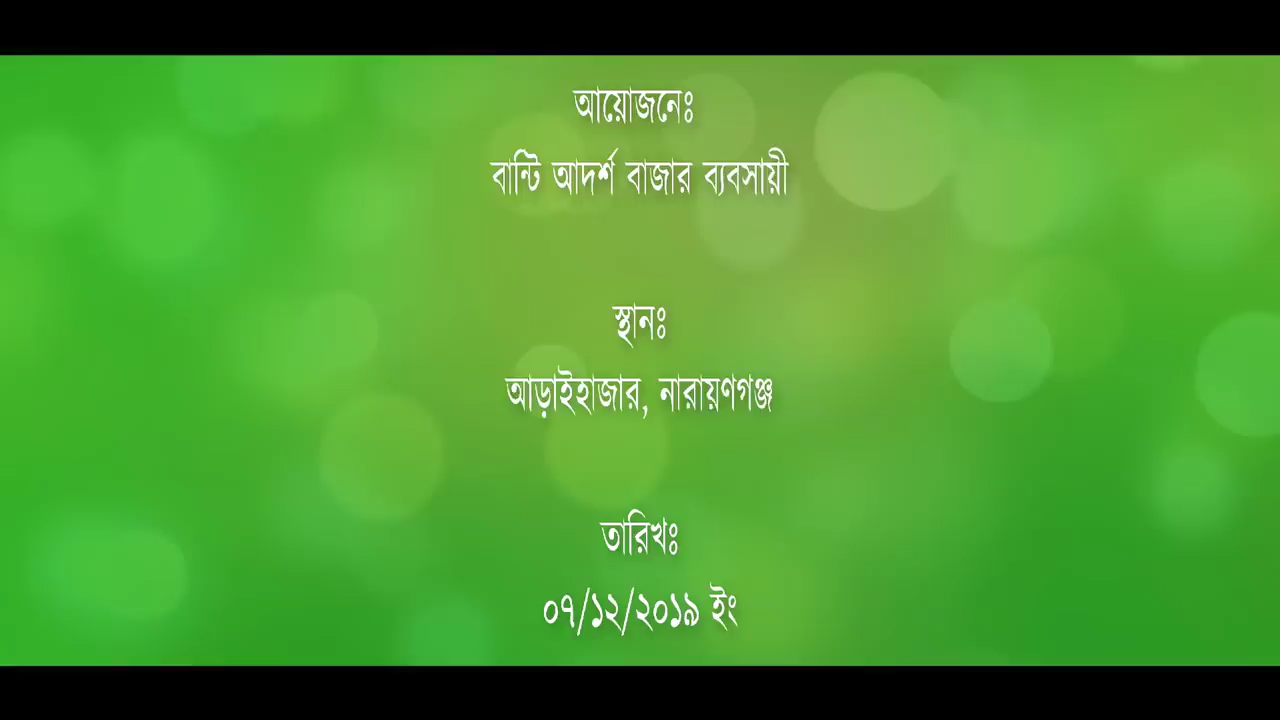 আয়োজনেঃ
বান্টি আদর্শ বাজার ব্যবসায়ী
স্থানঃ
আড়াইহাজার, নারায়ণগঞ্জ
তারিখঃ
০৭/১২/২০১৯ ইং